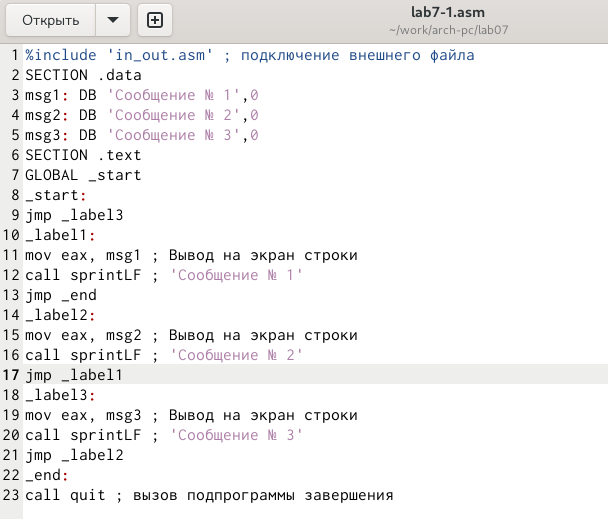 Открыть
lab7-1.asm
~/work/arch-pc/lab07
1 %include 'in_out.asm' ; подключение внешнего файла
2 SECTION .data
3 msg1: DB 'Сообщение № 1',0
4 msg2: DB 'Сообщение № 2',0
5 msg3: DB 'Сообщение № 3',0
6 SECTION .text
7 GLOBAL _start
8 _start:
9 jmp _label3
10 _label1:
11 mov eax, msg1 ; Вывод на экран строки
12 call sprintLF ; 'Сообщение № 1'
13 jmp _end
14 _label2:
15 mov eax, msg2 ; Вывод на экран строки
16 call sprintLF ; 'Сообщение № 2'
17 jmp _label1
18 _label3:
19 mov eax, msg3 ; Вывод на экран строки
20 call sprintLF ; 'Сообщение № 3'
21 jmp _label2
22 _end:
23 call quit ; вызов подпрограммы завершения